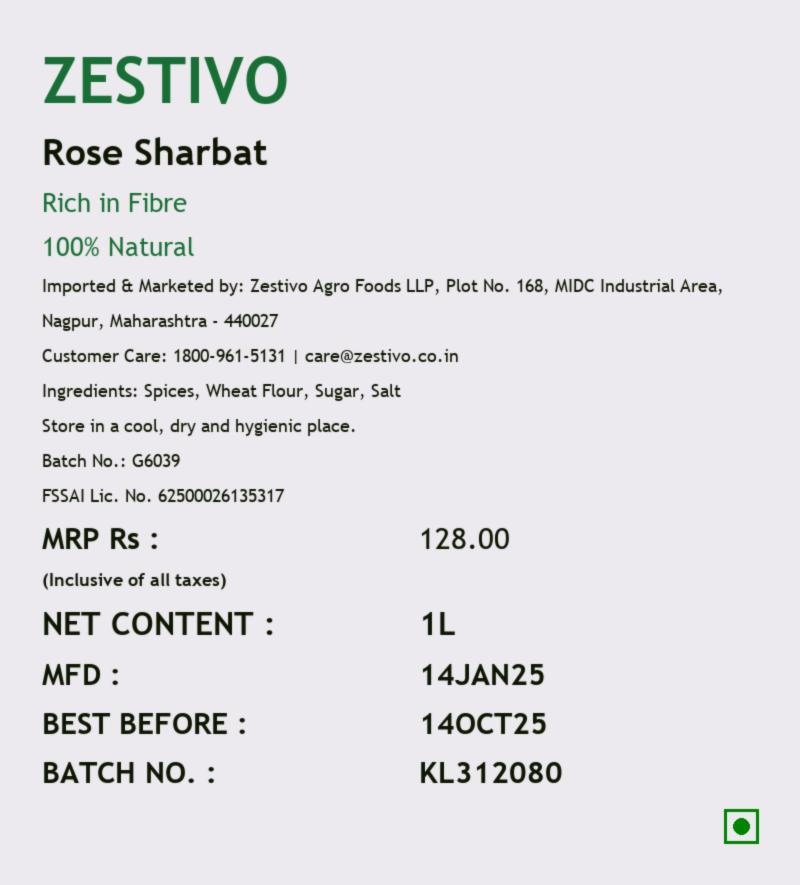 ZESTIVO
Rose Sharbat
Rich in Fibre
100% Natural
Imported & Marketed by: Zestivo Agro Foods LLP, Plot No. 168, MIDC Industrial Area,
Nagpur, Maharashtra - 440027
Customer Care: 1800-961-5131 | care@zestivo.co.in
Ingredients: Spices, Wheat Flour, Sugar, Salt
Store in a cool, dry and hygienic place.
Batch No.: G6039
FSSAI Lic. No. 62500026135317
MRP Rs : 128.00
(Inclusive of all taxes)
NET CONTENT : 1L
MFD : 14JAN25
BEST BEFORE : 14OCT25
BATCH NO. : KL312080